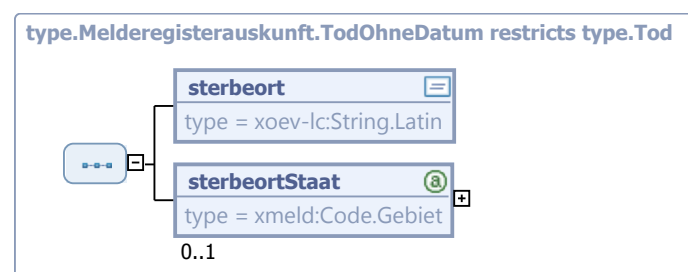 type.Melderegisterauskunft.TodOhneDatum restricts type.Tod
sterbeort
type = xoev-lc:String.Latin
sterbeortStaat
type = xmeld:Code.Gebiet
0..1